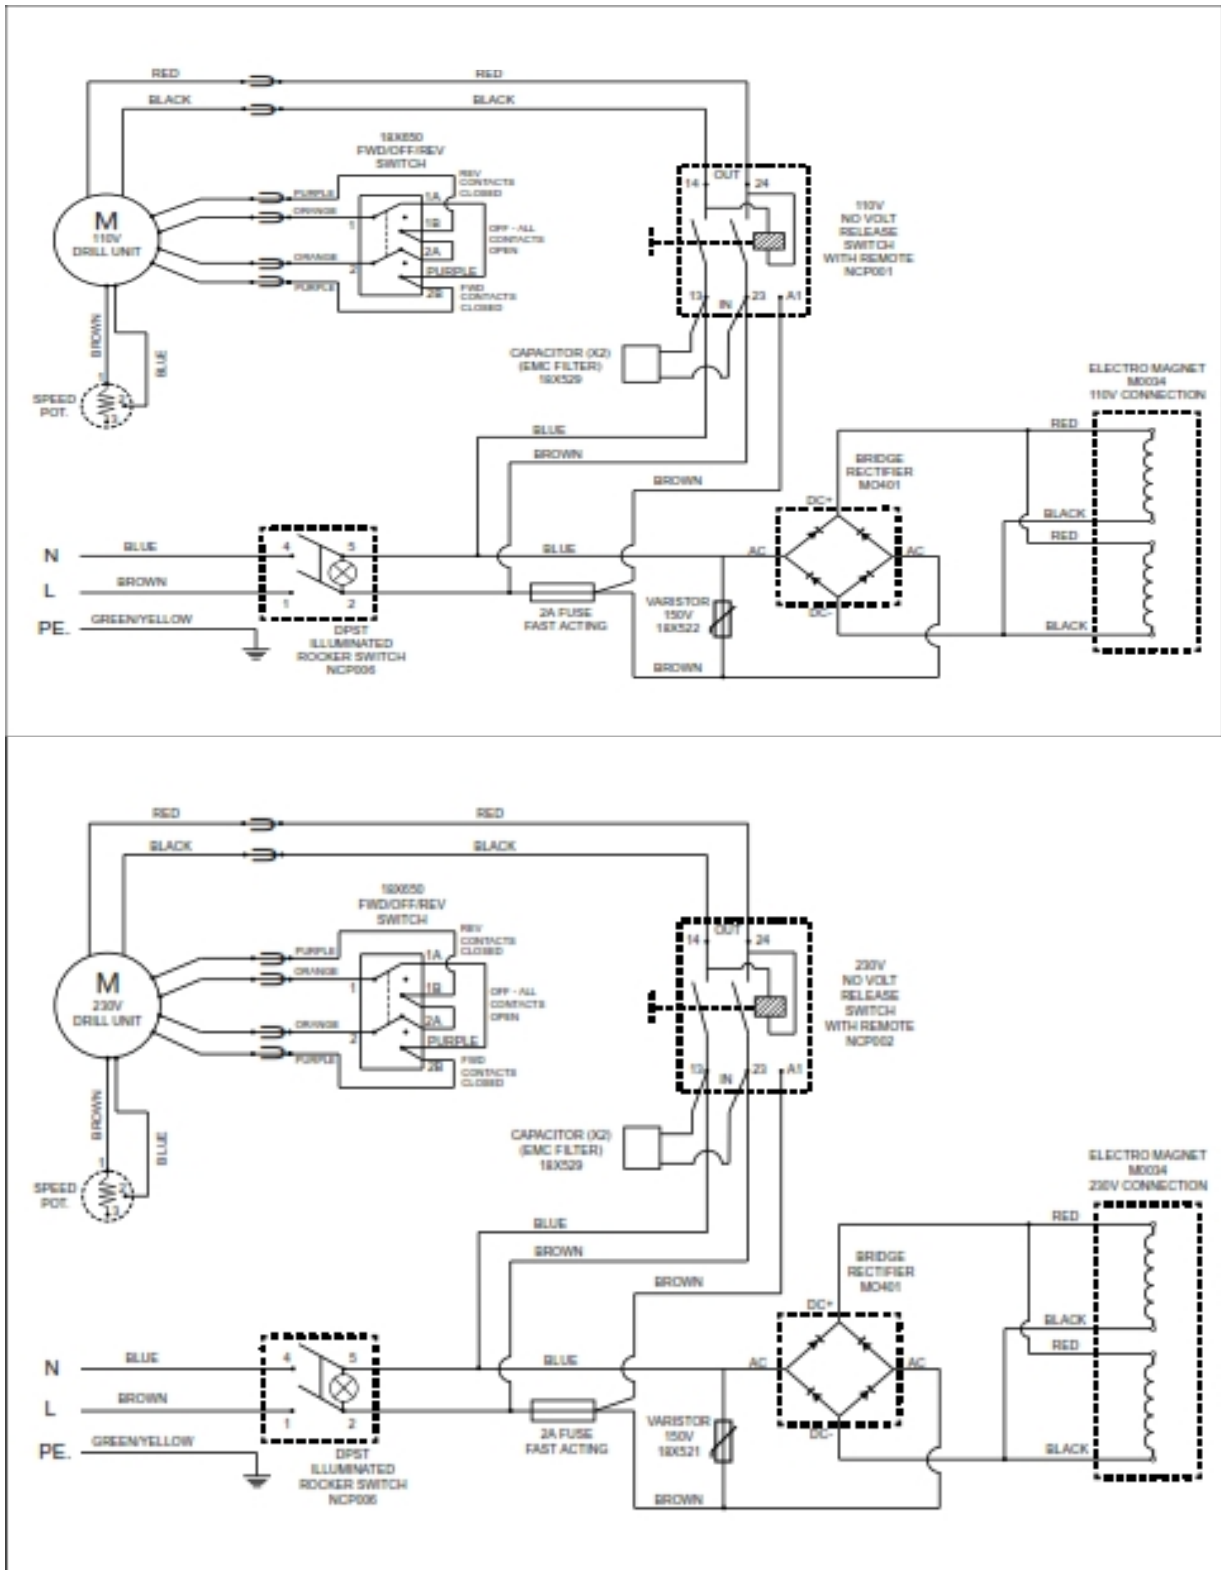 RED
RED
BLACK
BLACK
18X650
FWD/OFF/REV
SWITCH
REV
CONTACTS
CLOSED
PURPLE
1A
ORANGE
1
1B
OFF - ALL
CONTACTS
OPEN
2A
ORANGE
2
PURPLE
PURPLE
2B
FWD
CONTACTS
CLOSED
M
110V
DRILL UNIT
BROWN
BLUE
SPEED
POT.
1
2
3
14
OUT
24
110V
NO VOLT
RELEASE
SWITCH
WITH REMOTE
NCP001
13
IN
23
A1
CAPACITOR (X2)
(EMC FILTER)
18X529
BLUE
BROWN
BROWN
ELECTRO MAGNET
M0034
110V CONNECTION
RED
BLACK
RED
BLACK
BRIDGE
RECTIFIER
MO401
DC+
AC
AC
DC-
N
BLUE
4
5
BLUE
L
BROWN
1
2
PE.
GREEN/YELLOW
DPST
ILLUMINATED
ROCKER SWITCH
NCP006
2A FUSE
FAST ACTING
VARISTOR
150V
18X522
BROWN
RED
RED
BLACK
BLACK
18X650
FWD/OFF/REV
SWITCH
REV
CONTACTS
CLOSED
PURPLE
1A
ORANGE
1
1B
OFF - ALL
CONTACTS
OPEN
2A
ORANGE
2
PURPLE
PURPLE
2B
FWD
CONTACTS
CLOSED
M
230V
DRILL UNIT
BROWN
BLUE
SPEED
POT.
1
2
3
14
OUT
24
230V
NO VOLT
RELEASE
SWITCH
WITH REMOTE
NCP002
13
IN
23
A1
CAPACITOR (X2)
(EMC FILTER)
18X529
BLUE
BROWN
BROWN
ELECTRO MAGNET
M0034
230V CONNECTION
RED
BLACK
RED
BLACK
BRIDGE
RECTIFIER
MO401
DC+
AC
AC
DC-
N
BLUE
4
5
BLUE
L
BROWN
1
2
PE.
GREEN/YELLOW
DPST
ILLUMINATED
ROCKER SWITCH
NCP006
2A FUSE
FAST ACTING
VARISTOR
150V
18X521
BROWN